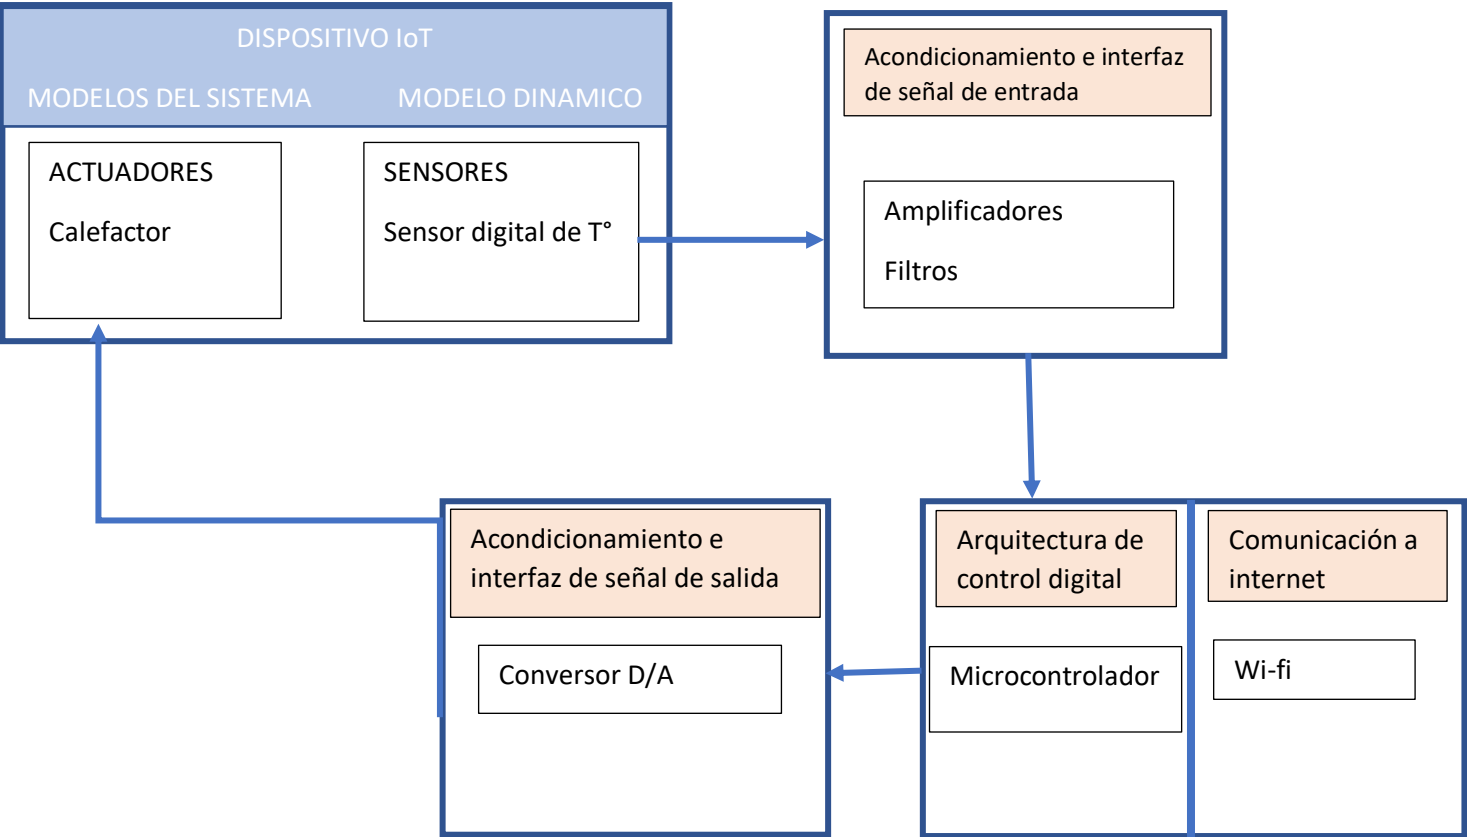 DISPOSITIVO IoT
MODELOS DEL SISTEMA MODELO DINAMICO
ACTUADORES
Calefactor
SENSORES
Sensor digital de T°
Acondicionamiento e interfaz
de señal de entrada
Amplificadores
Filtros
Acondicionamiento e
interfaz de señal de salida
Conversor D/A
Arquitectura de
control digital
Microcontrolador
Comunicación a
internet
Wi-fi